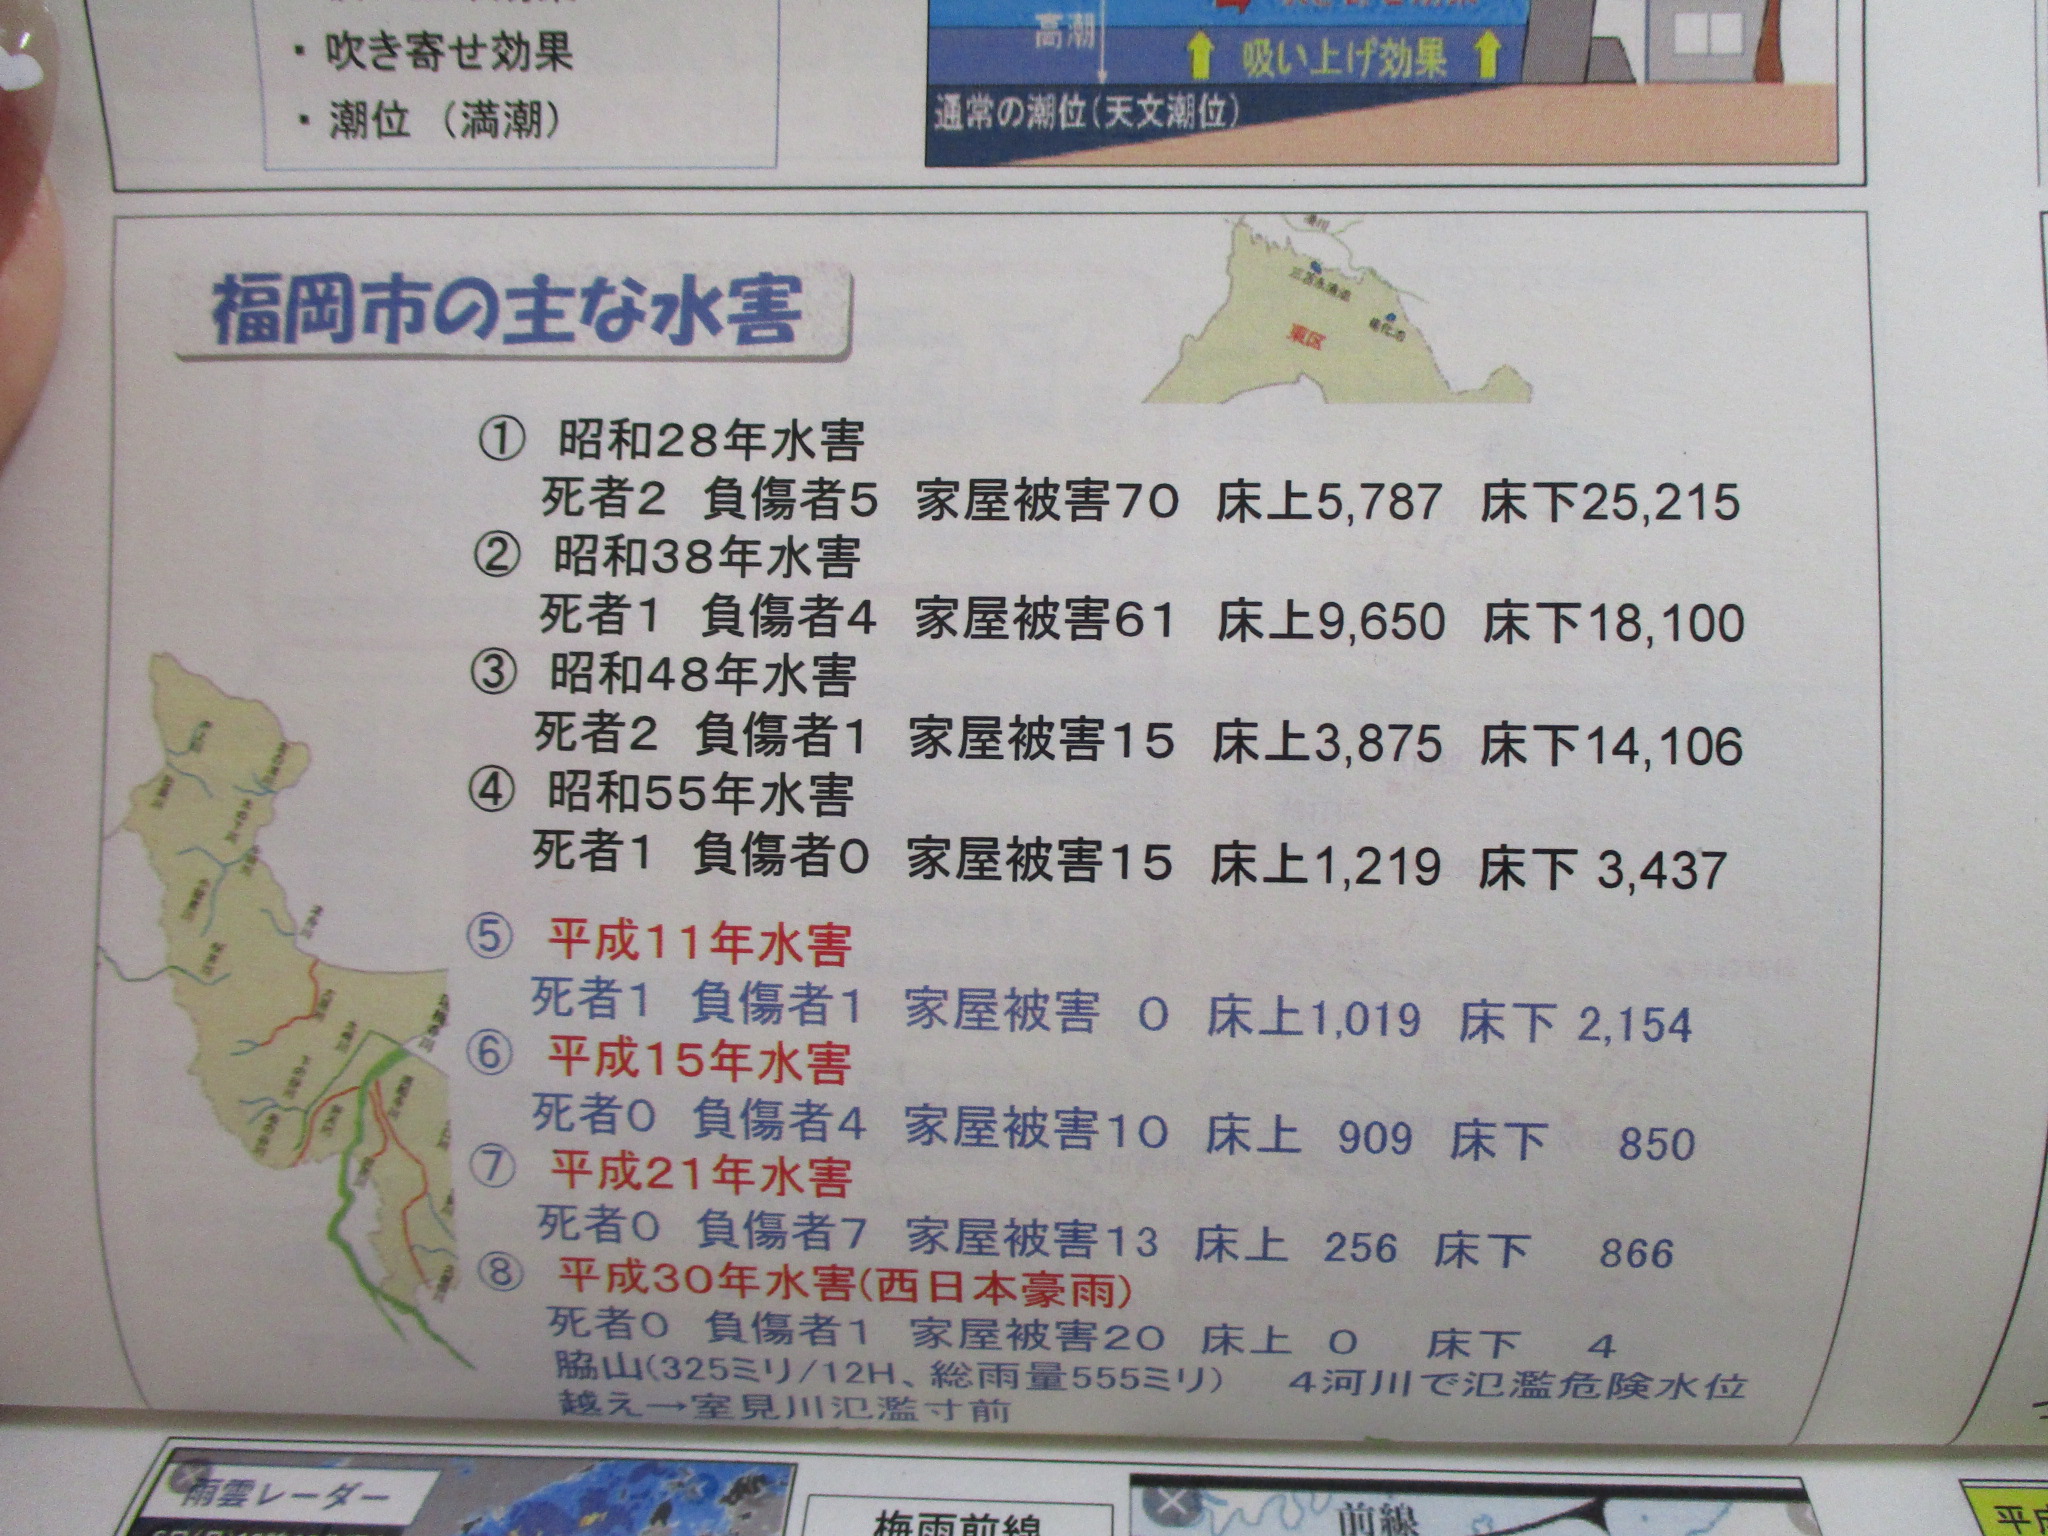 ・吹き寄せ効果
・潮位（満潮）
高潮
吸い上げ効果
通常の潮位(天文潮位)
福岡市の主な水害
東区
① 昭和28年水害
死者2 負傷者5 家屋被害70 床上5,787 床下25,215
② 昭和38年水害
死者1 負傷者4 家屋被害61 床上9,650 床下18,100
③ 昭和48年水害
死者2 負傷者1 家屋被害15 床上3,875 床下14,106
④ 昭和55年水害
死者1 負傷者0 家屋被害15 床上1,219 床下 3,437
⑤ 平成11年水害
死者1 負傷者1 家屋被害 0 床上1,019 床下 2,154
⑥ 平成15年水害
死者0 負傷者4 家屋被害10 床上 909 床下 850
⑦ 平成21年水害
死者0 負傷者7 家屋被害13 床上 256 床下 866
⑧ 平成30年水害(西日本豪雨)
死者0 負傷者1 家屋被害20 床上 0 床下 4
脇山(325ミリ/12H、総雨量555ミリ) 4河川で氾濫危険水位
越え→室見川氾濫寸前
雨雲レーダー
梅雨前線
前線